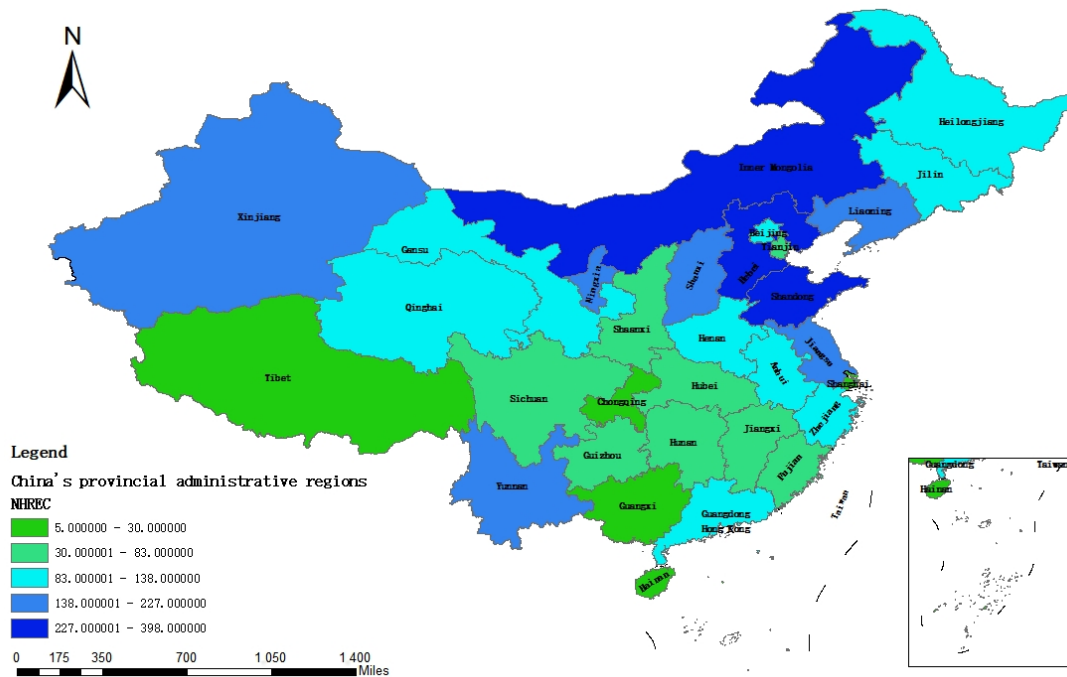 N
Heilongjiang
Jilin
Inner Mongolia
Liaoning
Xinjiang
Beijing
Tianjin
Gansu
Hebei
Ningxia
Shanxi
Shandong
Qinghai
Shaanxi
Henan
Jiangsu
Anhui
Shanghai
Tibet
Sichuan
Chongqing
Hubei
Zhejiang
Hunan
Jiangxi
Guizhou
Fujian
Yunnan
Guangxi
Guangdong
Hong Kong
Taiwan
Hainan
Guangdong
Taiwan
Hainan
Legend
China's provincial administrative regions
NHREC
5.000000 - 30.000000
30.000001 - 83.000000
83.000001 - 138.000000
138.000001 - 227.000000
227.000001 - 398.000000
0 175 350 700 1.050 1.400
Miles